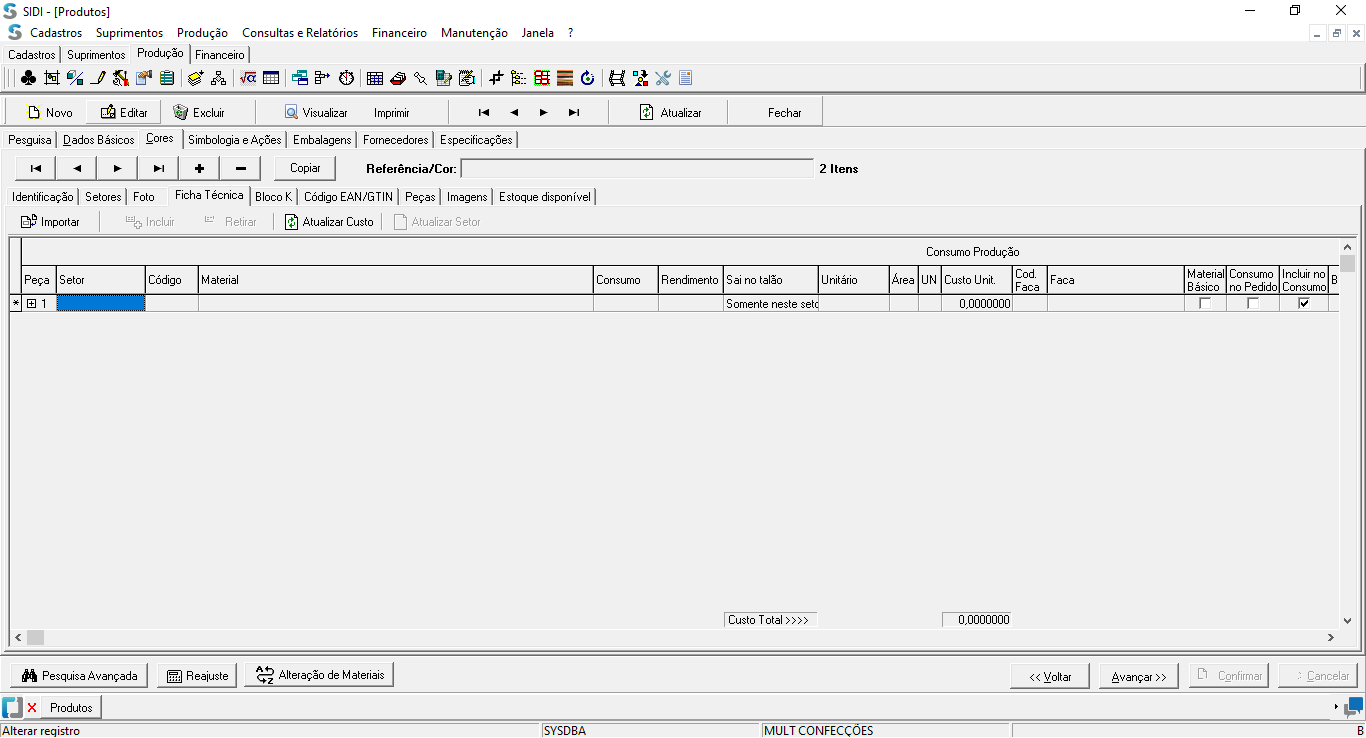 SIDI - [Produtos]
Cadastros Suprimentos Produção Consultas e Relatórios Financeiro Manutenção Janela ?
Cadastros Suprimentos Produção Financeiro
Novo Editar Excluir Visualizar Imprimir Atualizar Fechar
Pesquisa Dados Básicos Cores Simbologia e Ações Embalagens Fornecedores Especificações
Copiar Referência/Cor: 2 Itens
Identificação Setores Foto Ficha Técnica Bloco K Código EAN/GTIN Peças Imagens Estoque disponível
Importar Incluir Retirar Atualizar Custo Atualizar Setor
Consumo Produção
Peça Setor Código Material Consumo Rendimento Sai no talão Unitário Área UN Custo Unit. Cod. Faca Faca Material Básico Consumo no Pedido Incluir no Consumo B
* 1 Somente neste seto 0,0000000
Custo Total >>>> 0,0000000
Pesquisa Avançada Reajuste Alteração de Materiais << Voltar Avançar >> Confirmar Cancelar
Produtos
Alterar registro SYSDBA MULT CONFECÇÕES B